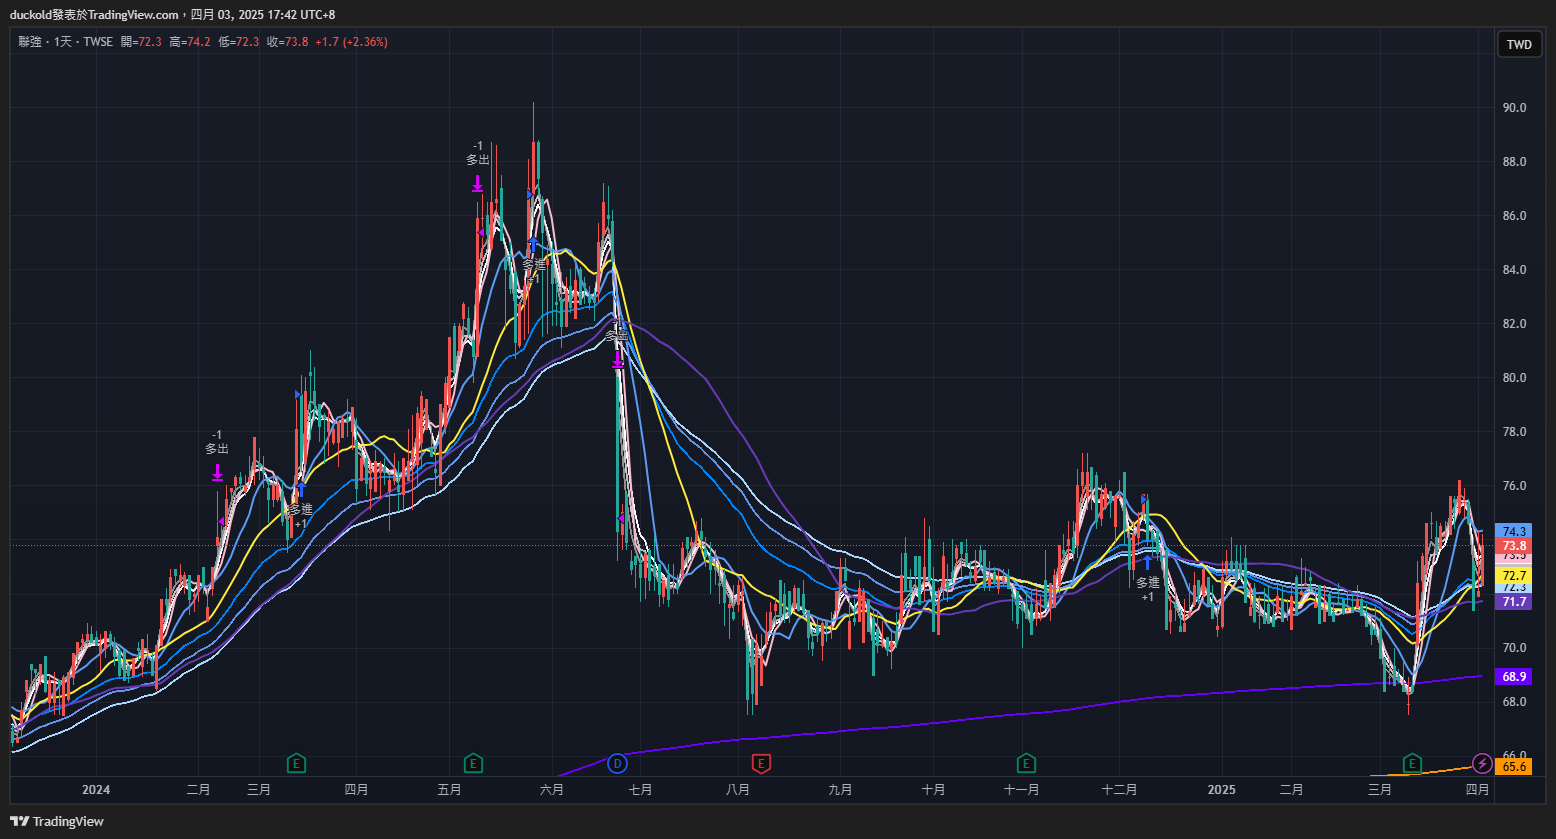 duckold發表於TradingView.com，四月 03, 2025 17:42 UTC+8
聯強 · 1天 · TWSE 開=72.3 高=74.2 低=72.3 收=73.8 +1.7 (+2.36%)
TWD
90.0
88.0
86.0
84.0
82.0
80.0
78.0
76.0
74.3
73.8
72.7
72.3
71.7
70.0
68.9
68.0
66.0
65.6
-1
多出
-1
多出
多進
+1
多進
+1
多出
多進
+1
E
E
D
E
E
E
2024
二月
三月
四月
五月
六月
七月
八月
九月
十月
十一月
十二月
2025
二月
三月
四月
TradingView